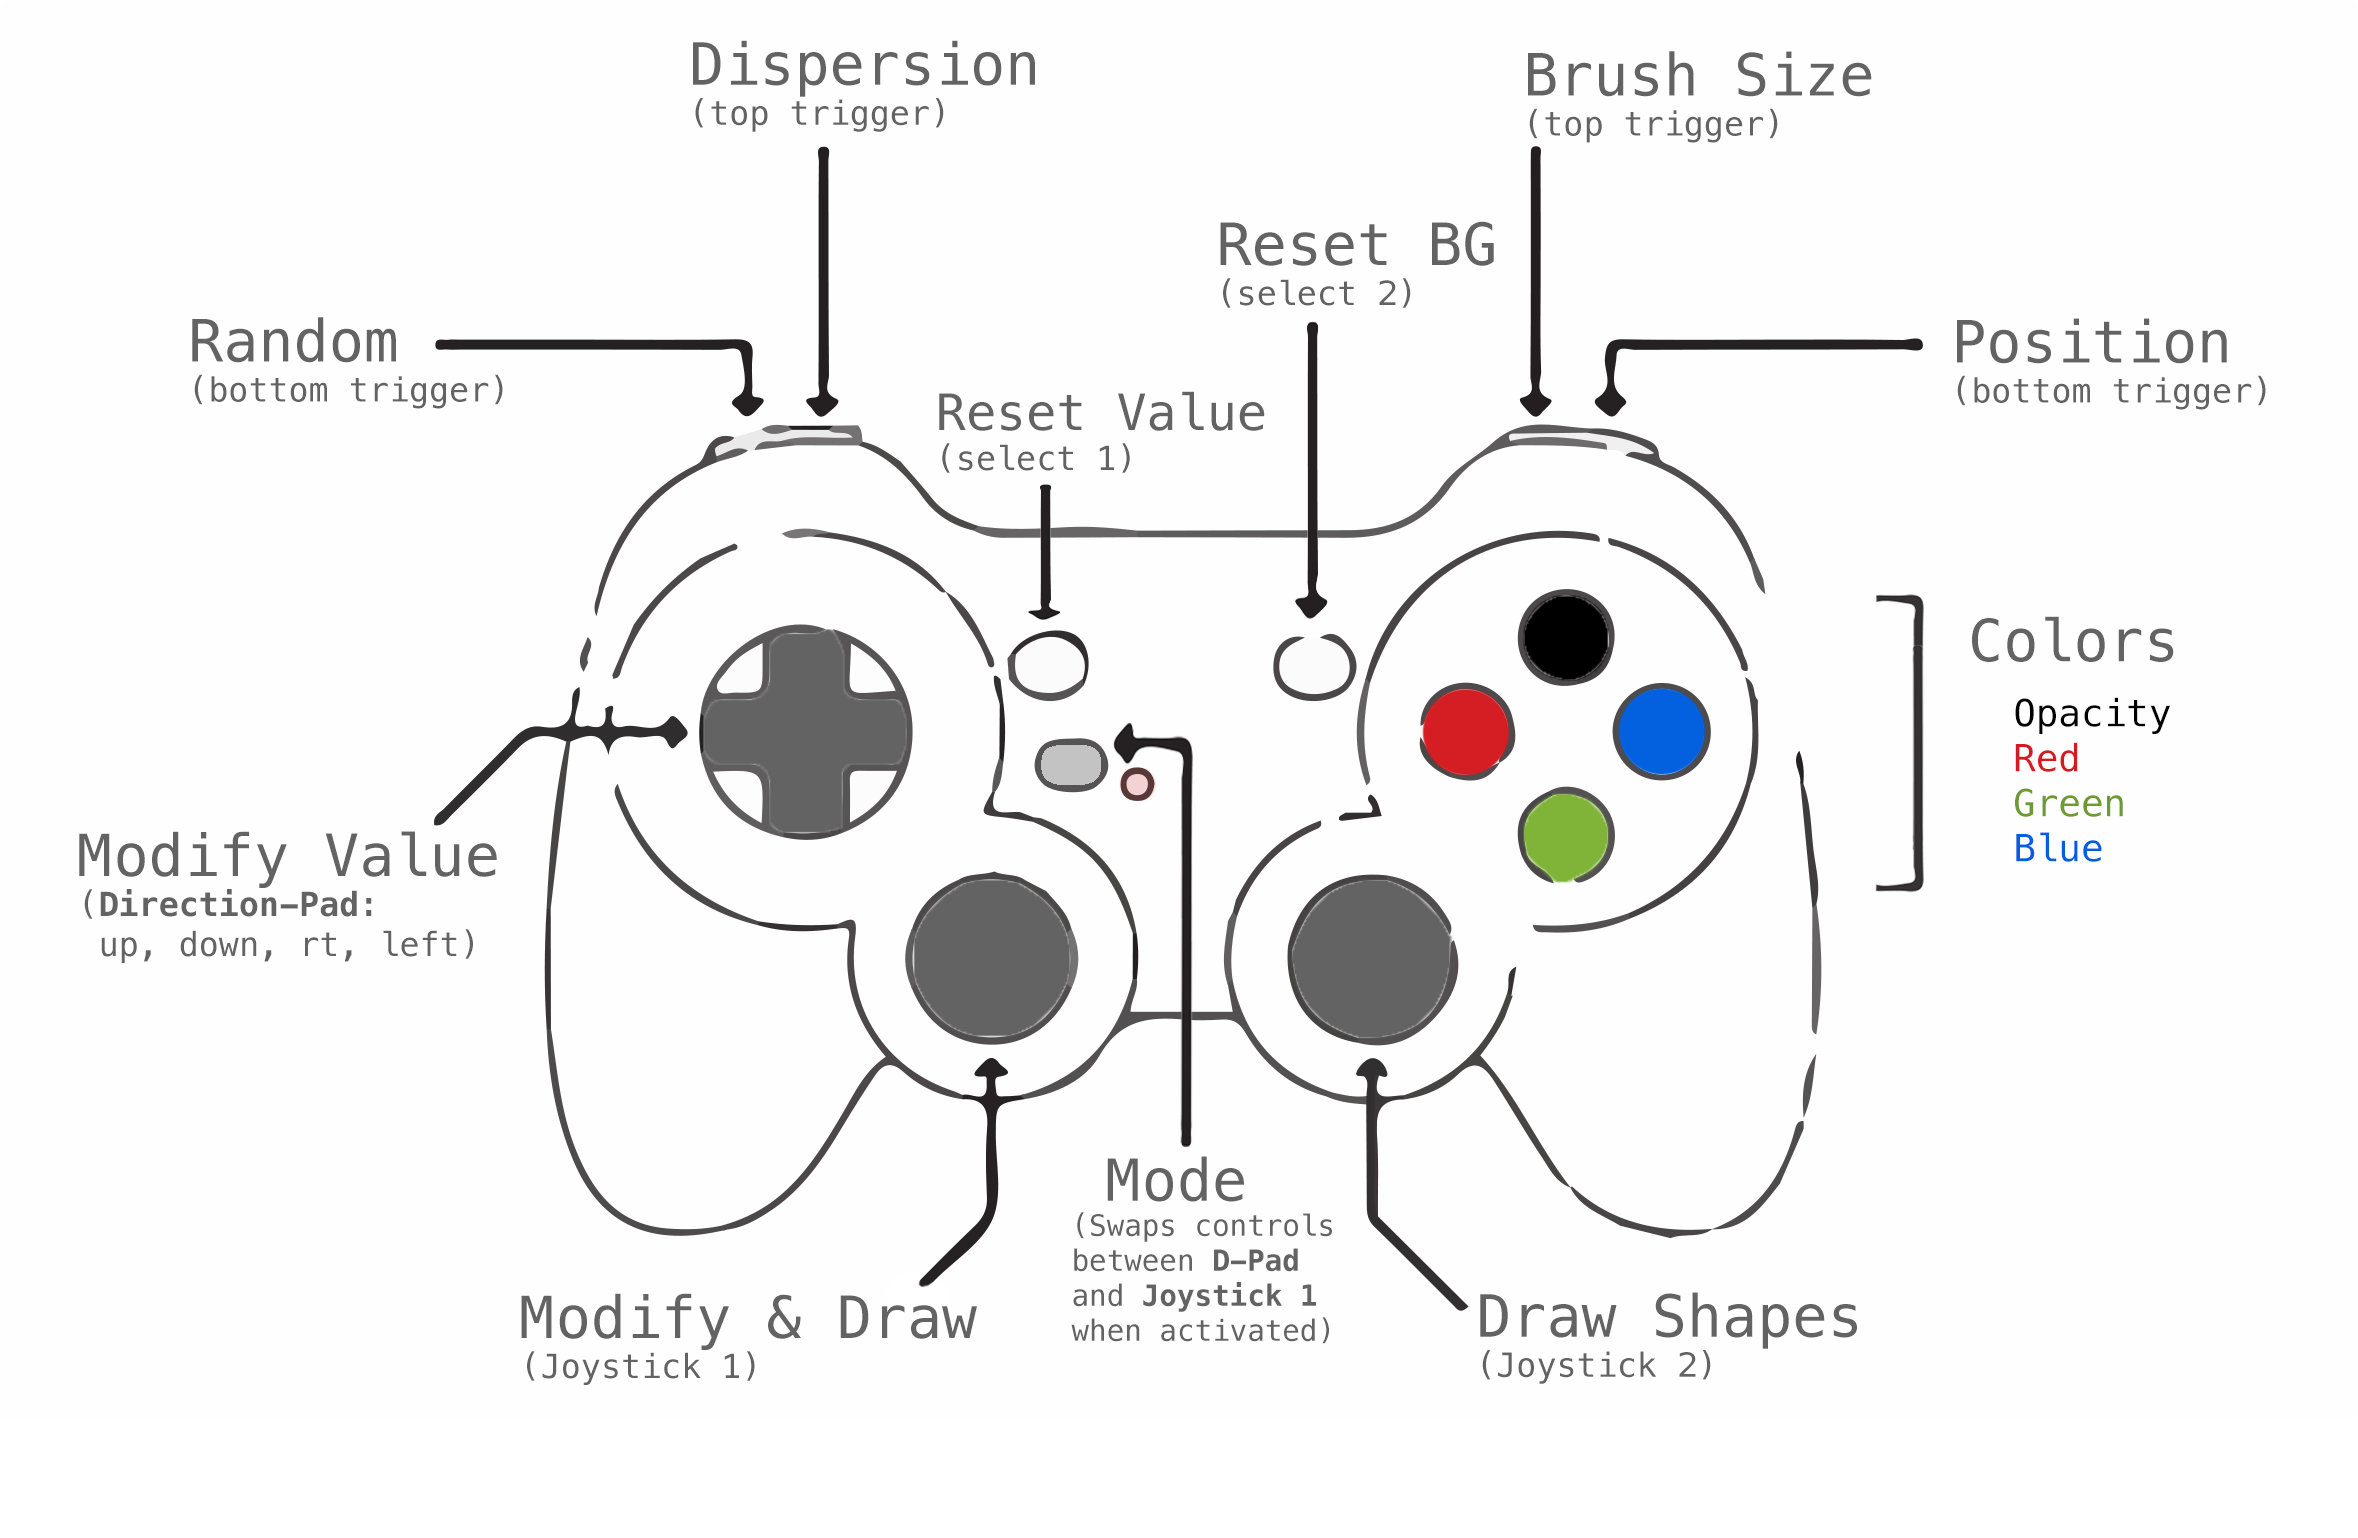 Dispersion
(top trigger)
Brush Size
(top trigger)
Reset BG
(select 2)
Random
(bottom trigger)
Position
(bottom trigger)
Reset Value
(select 1)
Colors
Opacity
Red
Green
Blue
Modify Value
(Direction–Pad:
up, down, rt, left)
Mode
(Swaps controls
between D–Pad
and Joystick 1
when activated)
Modify & Draw
(Joystick 1)
Draw Shapes
(Joystick 2)